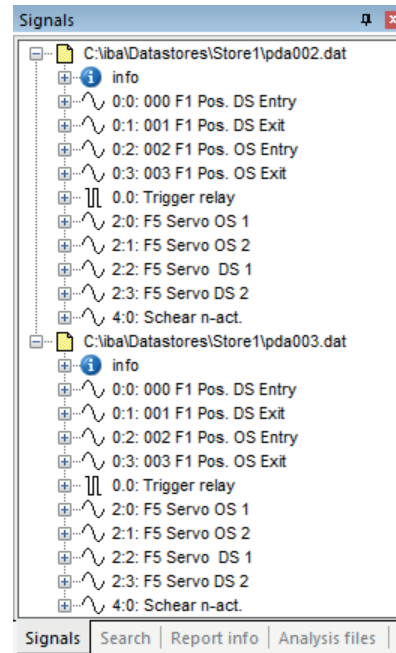 Signals
C:\iba\Datastores\Store1\pda002.dat
info
0:0: 000 F1 Pos. DS Entry
0:1: 001 F1 Pos. DS Exit
0:2: 002 F1 Pos. OS Entry
0:3: 003 F1 Pos. OS Exit
0.0: Trigger relay
2:0: F5 Servo OS 1
2:1: F5 Servo OS 2
2:2: F5 Servo  DS 1
2:3: F5 Servo DS 2
4:0: Schear n-act.
C:\iba\Datastores\Store1\pda003.dat
info
0:0: 000 F1 Pos. DS Entry
0:1: 001 F1 Pos. DS Exit
0:2: 002 F1 Pos. OS Entry
0:3: 003 F1 Pos. OS Exit
0.0: Trigger relay
2:0: F5 Servo OS 1
2:1: F5 Servo OS 2
2:2: F5 Servo  DS 1
2:3: F5 Servo DS 2
4:0: Schear n-act.
Signals Search Report info Analysis files